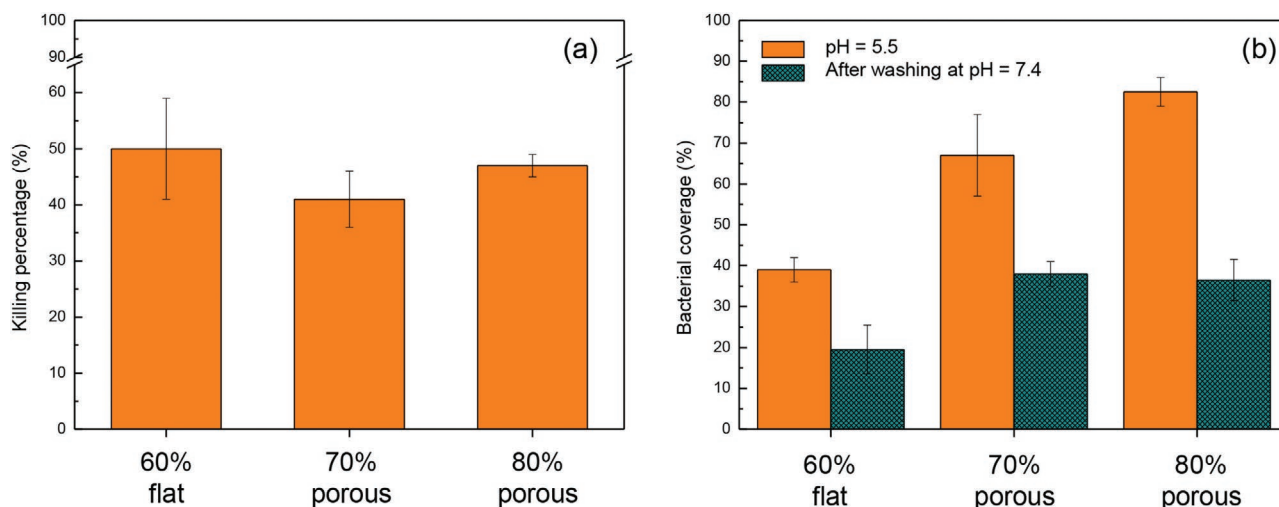 (a)
Killing percentage (%)
100
90
60
50
40
30
20
10
0
60%
flat
70%
porous
80%
porous
(b)
pH = 5.5
After washing at pH = 7.4
Bacterial coverage (%)
100
90
80
70
60
50
40
30
20
10
0
60%
flat
70%
porous
80%
porous